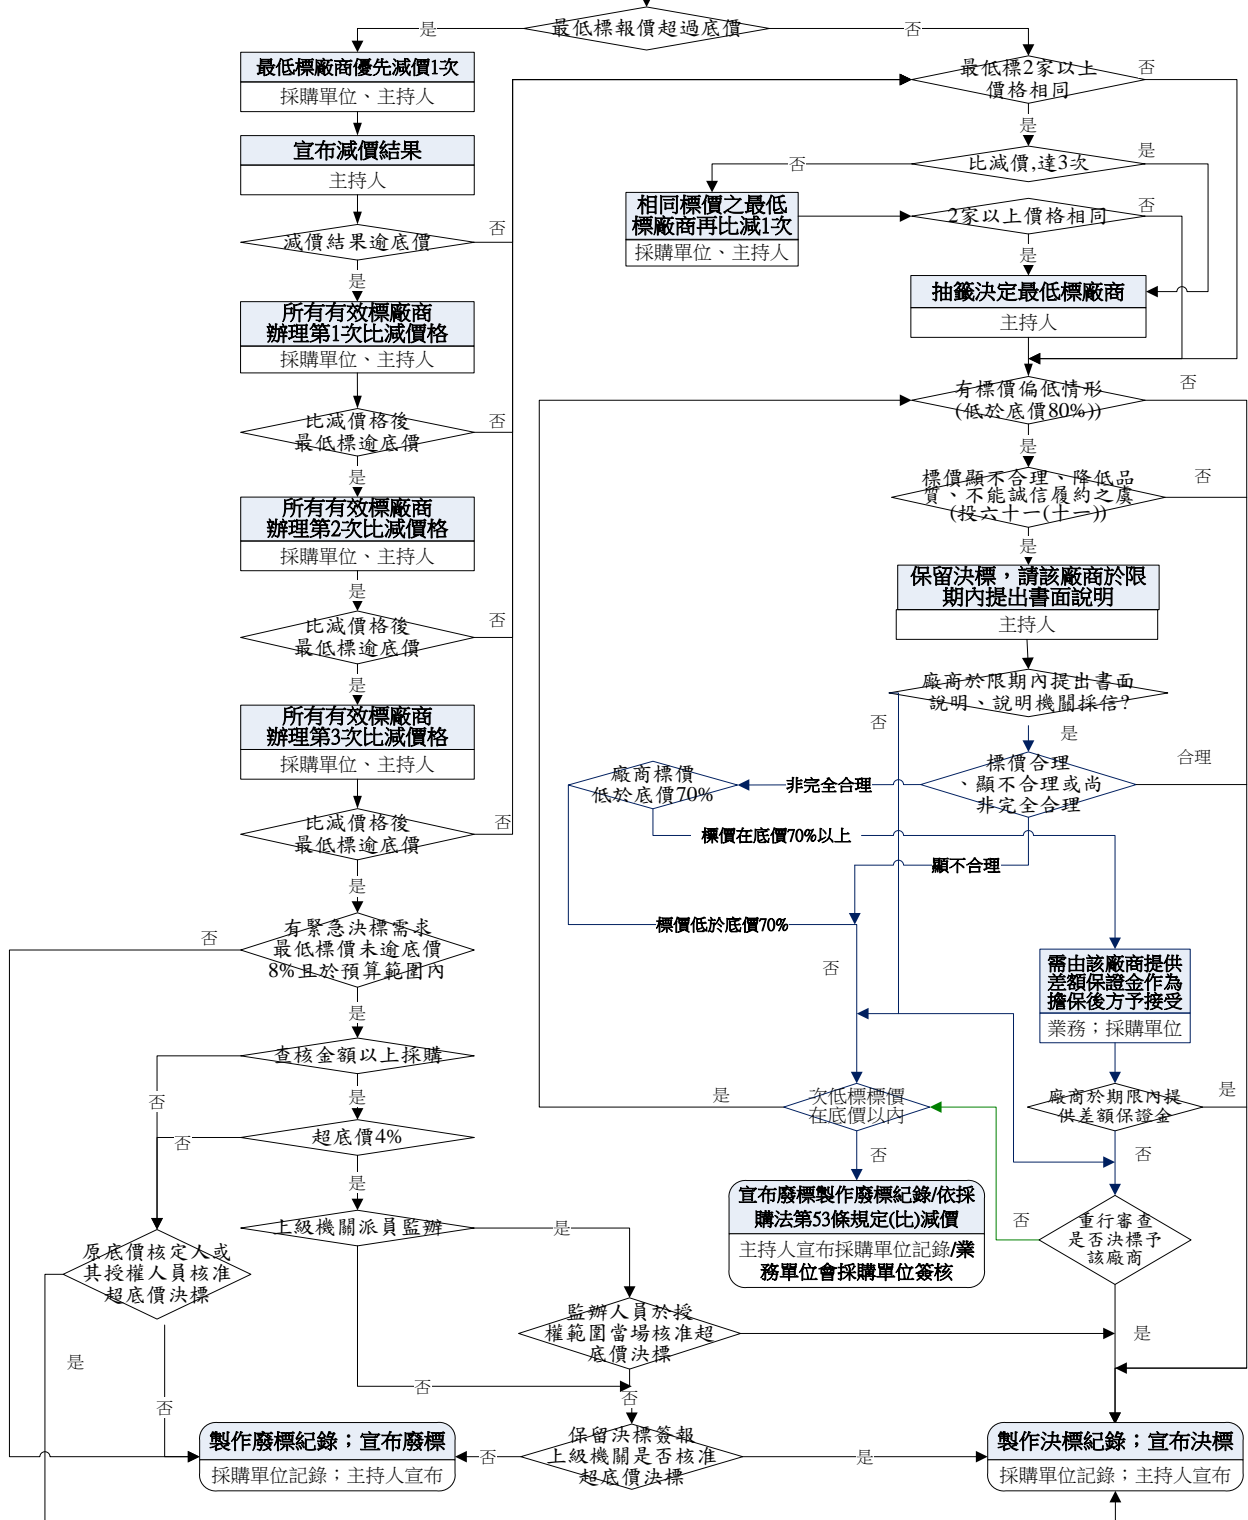 最低標報價超過底價
是
否
最低標廠商優先減價1次
採購單位、主持人
宣布減價結果
主持人
減價結果逾底價
否
是
所有有效標廠商
辦理第1次比減價格
採購單位、主持人
比減價格後
最低標逾底價
否
是
所有有效標廠商
辦理第2次比減價格
採購單位、主持人
是
比減價格後
最低標逾底價
否
是
所有有效標廠商
辦理第3次比減價格
採購單位、主持人
比減價格後
最低標逾底價
否
是
有緊急決標需求
最低標價未逾底價
8%且於預算範圍內
否
是
查核金額以上採購
否
是
超底價4%
否
是
上級機關派員監辦
是
否
原底價核定人或
其授權人員核准
超底價決標
是
否
監辦人員於授
權範圍當場核准超
底價決標
是
否
保留決標簽報
上級機關是否核准
超底價決標
否
是
製作廢標紀錄；宣布廢標
採購單位記錄；主持人宣布
最低標2家以上
價格相同
否
是
比減價,達3次
否
是
相同標價之最低
標廠商再比減1次
採購單位、主持人
2家以上價格相同
否
是
抽籤決定最低標廠商
主持人
有標價偏低情形
(低於底價80%))
否
是
標價顯不合理、降低品
質、不能誠信履約之虞
(投六十一(十一))
否
是
保留決標，請該廠商於限
期內提出書面說明
主持人
廠商於限期內提出書面
說明、說明機關採信?
否
是
標價合理
、顯不合理或尚
非完全合理
合理
非完全合理
廠商標價
低於底價70%
標價在底價70%以上
顯不合理
標價低於底價70%
否
需由該廠商提供
差額保證金作為
擔保後方予接受
業務；採購單位
廠商於期限內提
供差額保證金
是
否
次低標標價
在底價以內
是
否
宣布廢標製作廢標紀錄/依採
購法第53條規定(比)減價
主持人宣布採購單位記錄/業
務單位會採購單位簽核
重行審查
是否決標予
該廠商
否
是
製作決標紀錄；宣布決標
採購單位記錄；主持人宣布